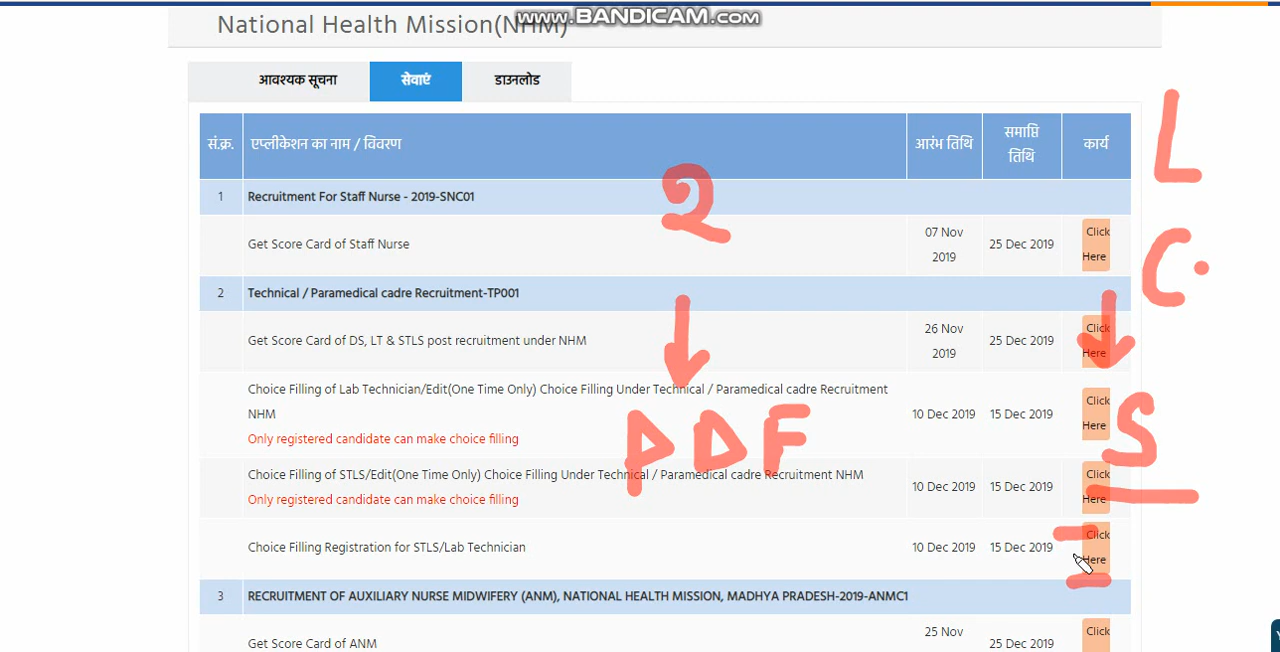 www.BANDICAM.com
National Health Mission(NHM)
आवश्यक सूचना सेवाएं डाउनलोड
सं.क्र. एप्लीकेशन का नाम / विवरण आरंभ तिथि समाप्ति तिथि कार्य
L
1 Recruitment For Staff Nurse - 2019-SNC01
2
Get Score Card of Staff Nurse 07 Nov 2019 25 Dec 2019 Click Here
C
2 Technical / Paramedical cadre Recruitment-TP001
Get Score Card of DS, LT & STLS post recruitment under NHM 26 Nov 2019 25 Dec 2019 Click Here
Choice Filling of Lab Technician/Edit(One Time Only) Choice Filling Under Technical / Paramedical cadre Recruitment
NHM 10 Dec 2019 15 Dec 2019 Click Here
Only registered candidate can make choice filling
PDF
S
Choice Filling of STLS/Edit(One Time Only) Choice Filling Under Technical / Paramedical cadre Recruitment NHM 10 Dec 2019 15 Dec 2019 Click Here
Only registered candidate can make choice filling
Choice Filling Registration for STLS/Lab Technician 10 Dec 2019 15 Dec 2019 Click Here
3 RECRUITMENT OF AUXILIARY NURSE MIDWIFERY (ANM), NATIONAL HEALTH MISSION, MADHYA PRADESH-2019-ANMC1
Get Score Card of ANM 25 Nov 25 Dec 2019 Click